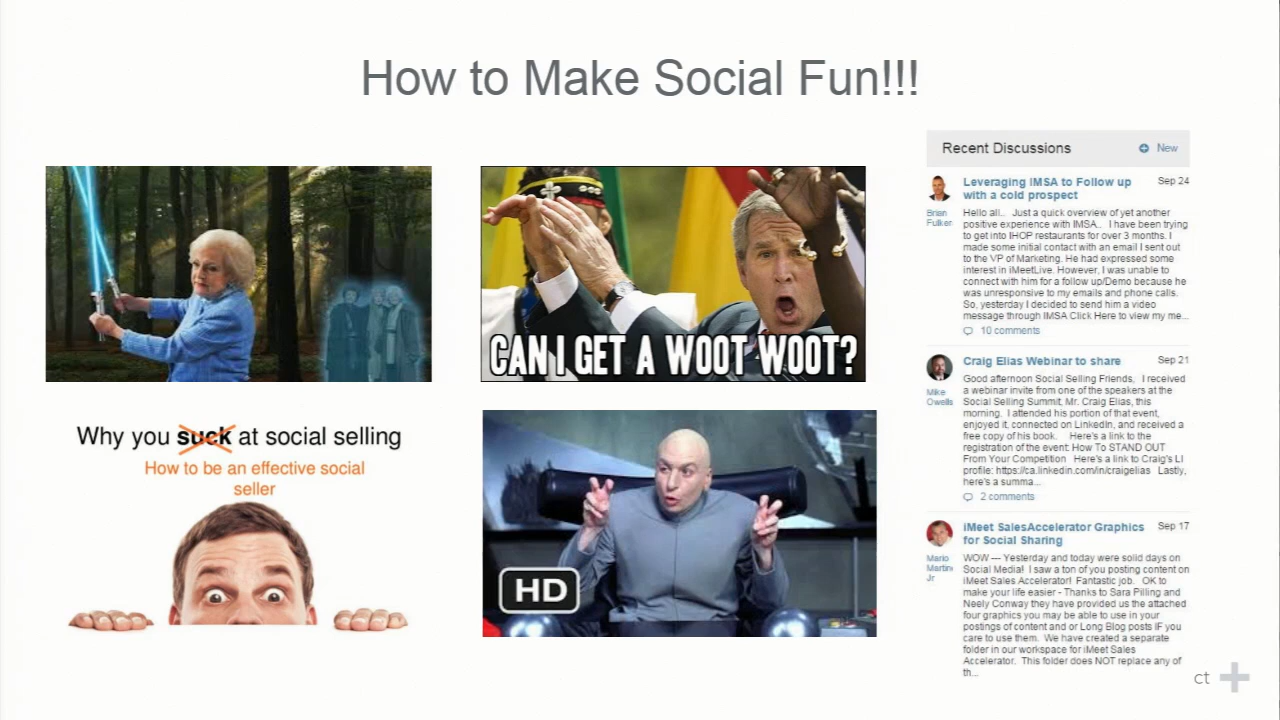 How to Make Social Fun!!!
CAN I GET A WOOT WOOT?
Why you suck at social selling
How to be an effective social
seller
HD
Recent Discussions
New
Leveraging IMSA to Follow up
with a cold prospect
Sep 24
Brian
Fulker
Hello all.. Just a quick overview of yet another
positive experience with IMSA.. I have been trying
to get into IHOP restaurants for over 3 months. I
made some initial contact with an email I sent out
to the VP of Marketing. He had expressed some
interest in iMeetLive. However, I was unable to
connect with him for a follow up/Demo because he
was unresponsive to my emails and phone calls.
So, yesterday I decided to send him a video
message through IMSA Click Here to view my me...
10 comments
Craig Elias Webinar to share
Sep 21
Mike
Owells
Good afternoon Social Selling Friends, I received
a webinar invite from one of the speakers at the
Social Selling Summit, Mr. Craig Elias, this
morning. I attended his portion of that event,
enjoyed it, connected on LinkedIn, and received a
free copy of his book. Here's a link to the
registration of the event: How To STAND OUT
From Your Competition Here's a link to Craig's LI
profile: https://ca.linkedin.com/in/craigelias Lastly,
here's a summa...
2 comments
iMeet SalesAccelerator Graphics
for Social Sharing
Sep 17
Mario
Martin
Jr
WOW --- Yesterday and today were solid days on
Social Media! I saw a ton of you posting content on
iMeet Sales Accelerator! Fantastic job. OK to
make your life easier - Thanks to Sara Pilling and
Neely Conway they have provided us the attached
four graphics you may be able to use in your
postings of content and or Long Blog posts IF you
care to use them. We have created a separate
folder in our workspace for iMeet Sales
Accelerator. This folder does NOT replace any of
th...
ct